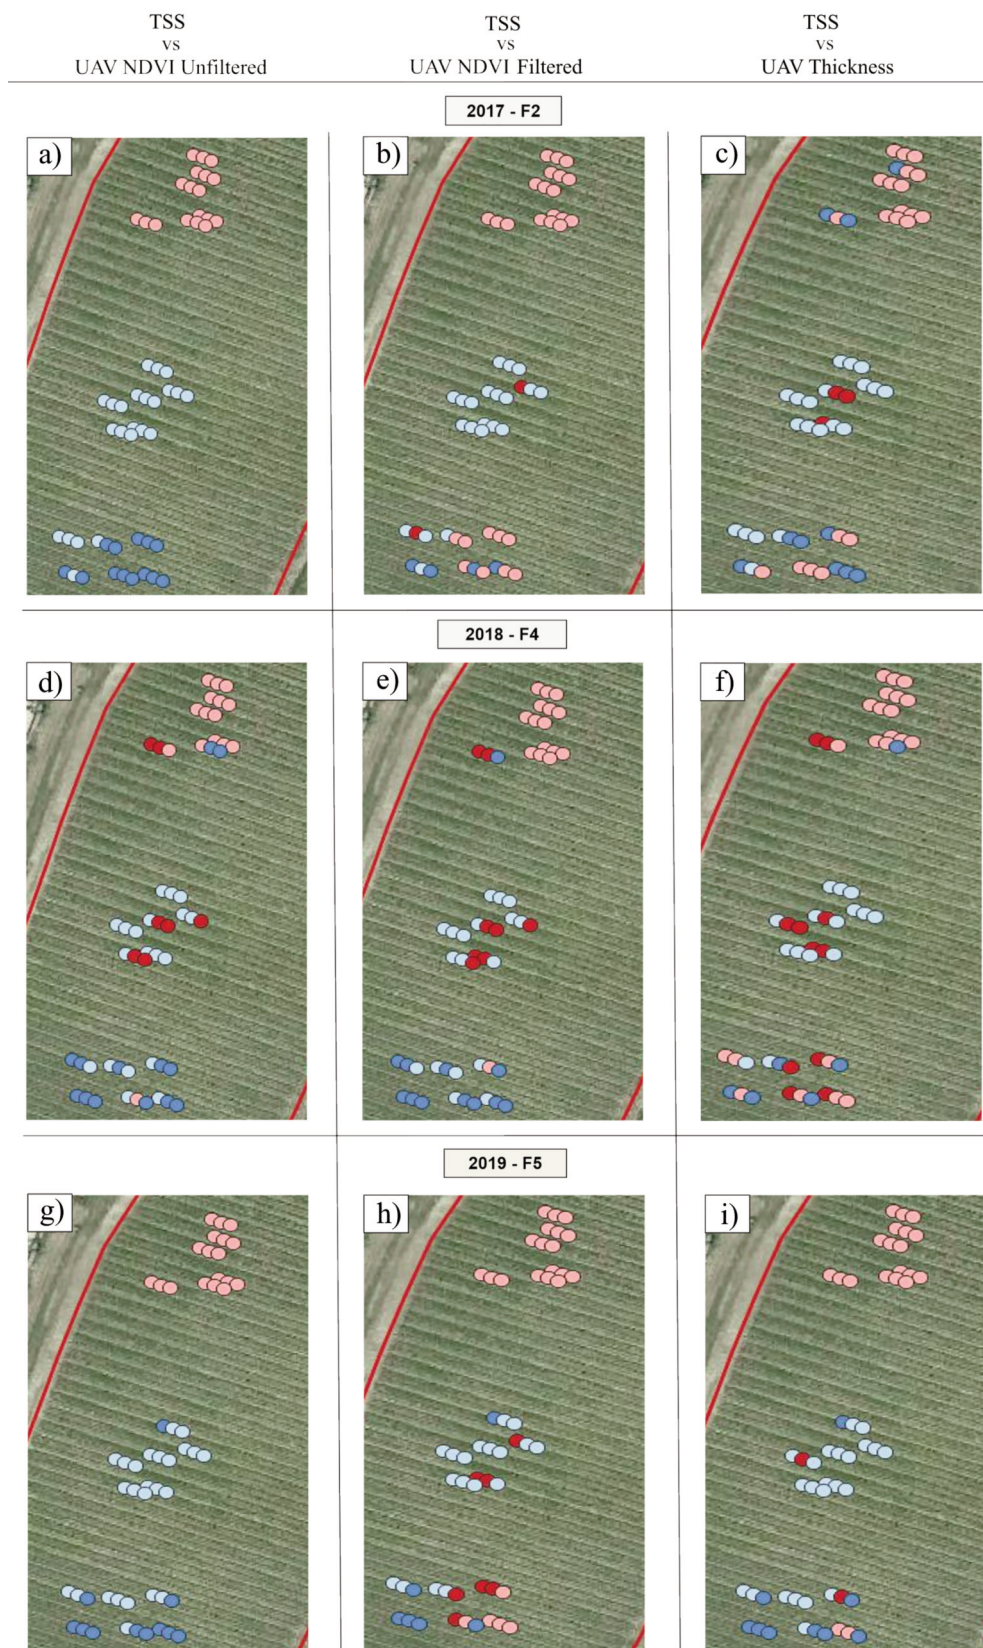 TSS
vs
UAV NDVI Unfiltered
TSS
vs
UAV NDVI Filtered
TSS
vs
UAV Thickness
2017 - F2
a)
b)
c)
2018 - F4
d)
e)
f)
2019 - F5
g)
h)
i)